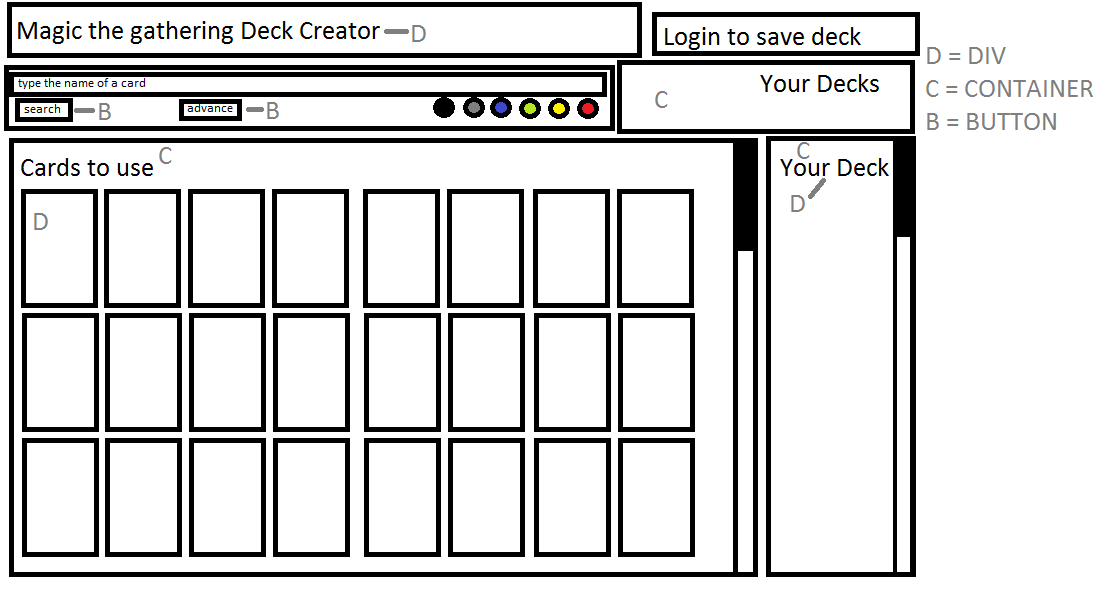 Magic the gathering Deck Creator D
Login to save deck
D = DIV
C = CONTAINER
B = BUTTON
type the name of a card
search B
advance B
C
Your Decks
Cards to use C
D
C
Your Deck
D